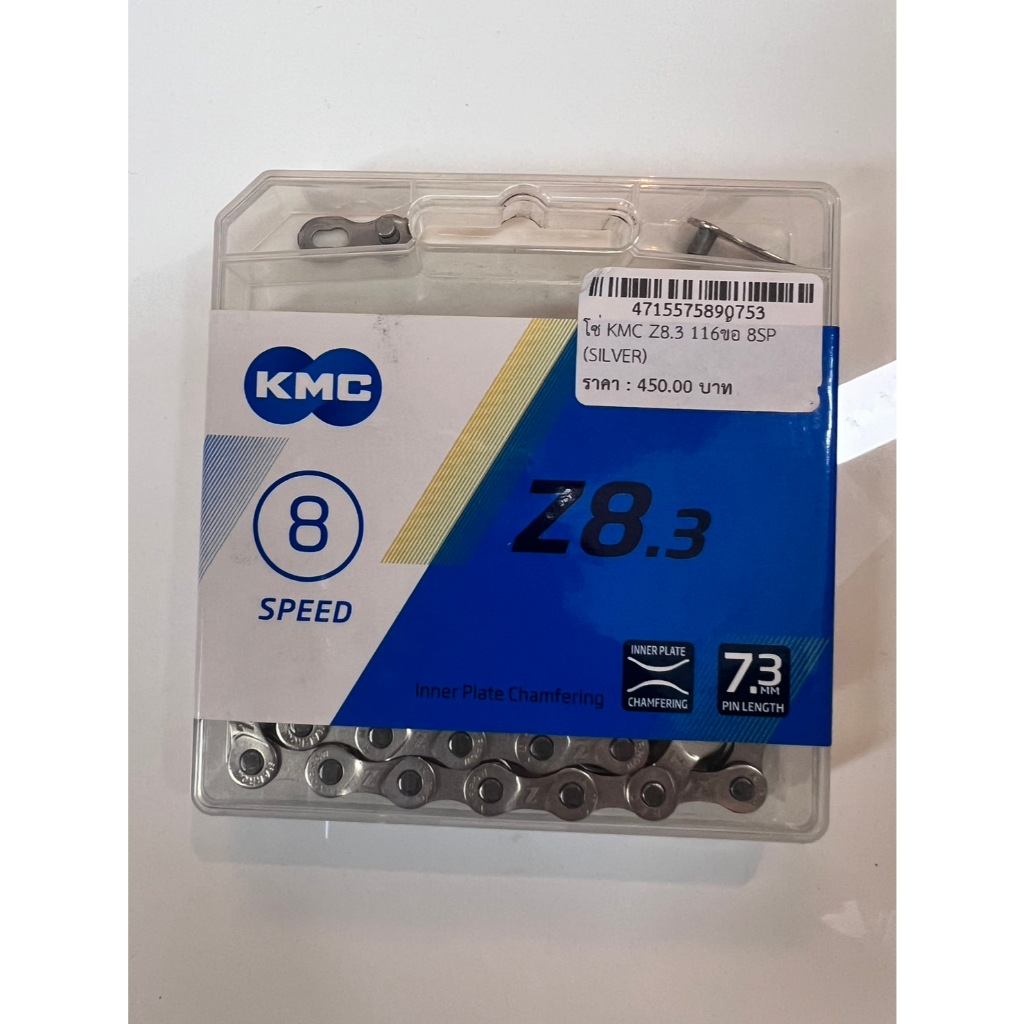 4715575890753
โซ่ KMC Z8.3 116ข้อ 8SP
(SILVER)
ราคา : 450.00 บาท
KMC
8
SPEED
Z8.3
Inner Plate Chamfering
INNER PLATE
CHAMFERING
7.3
MM
PIN LENGTH